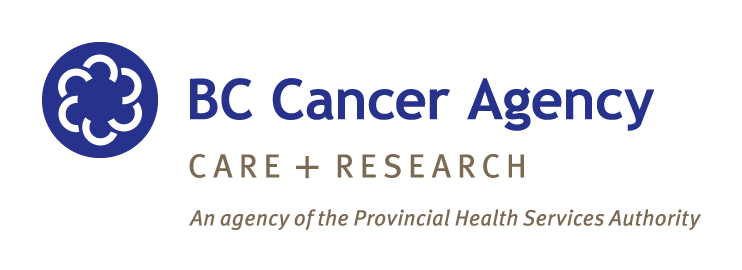 BC Cancer Agency
CARE + RESEARCH
An agency of the Provincial Health Services Authority